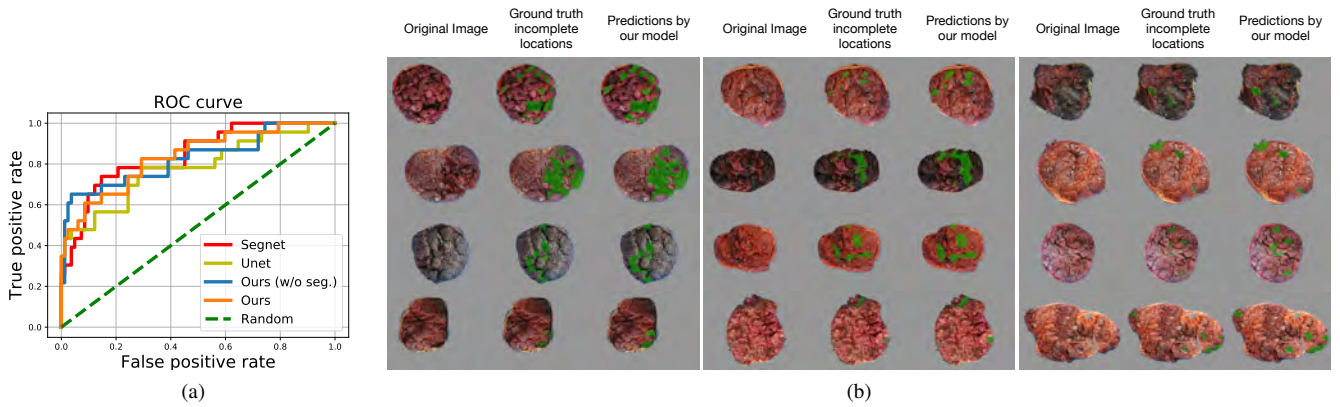 ROC curve
1.0
0.8
0.6
0.4
0.2
0.0
True positive rate
Segnet
Unet
Ours (w/o seg.)
Ours
Random
0.0 0.2 0.4 0.6 0.8 1.0
False positive rate
(a)
Original Image
Ground truth
incomplete
locations
Predictions by
our model
Original Image
Ground truth
incomplete
locations
Predictions by
our model
Original Image
Ground truth
incomplete
locations
Predictions by
our model
(b)